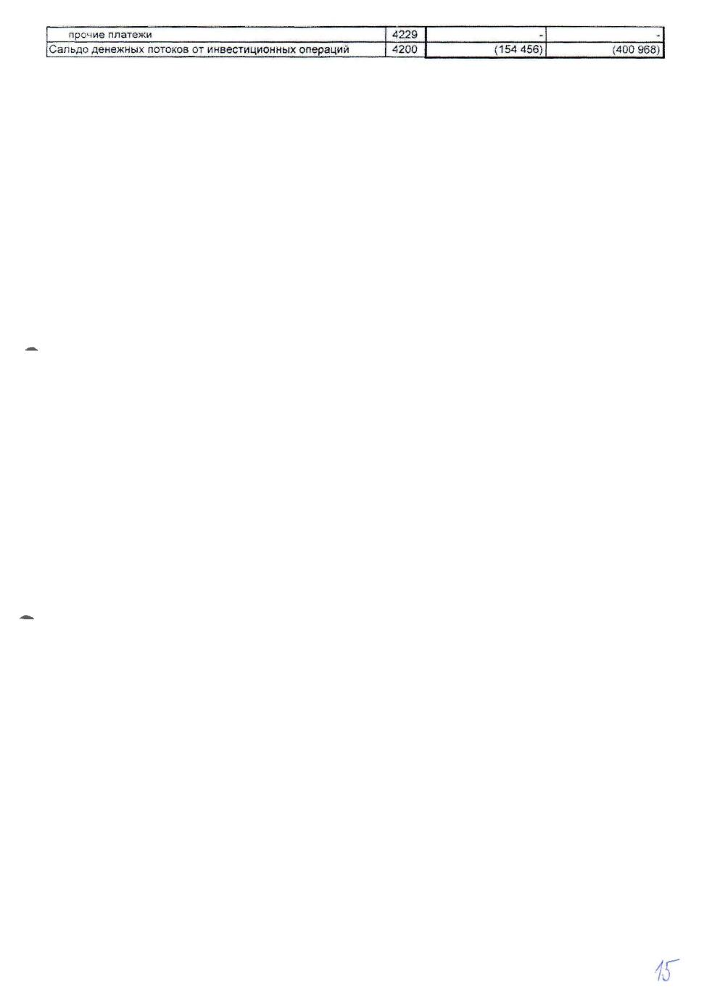 прочие платежи 4229 - -
Сальдо денежных потоков от инвестиционных операций 4200 (154 456) (400 968)
15